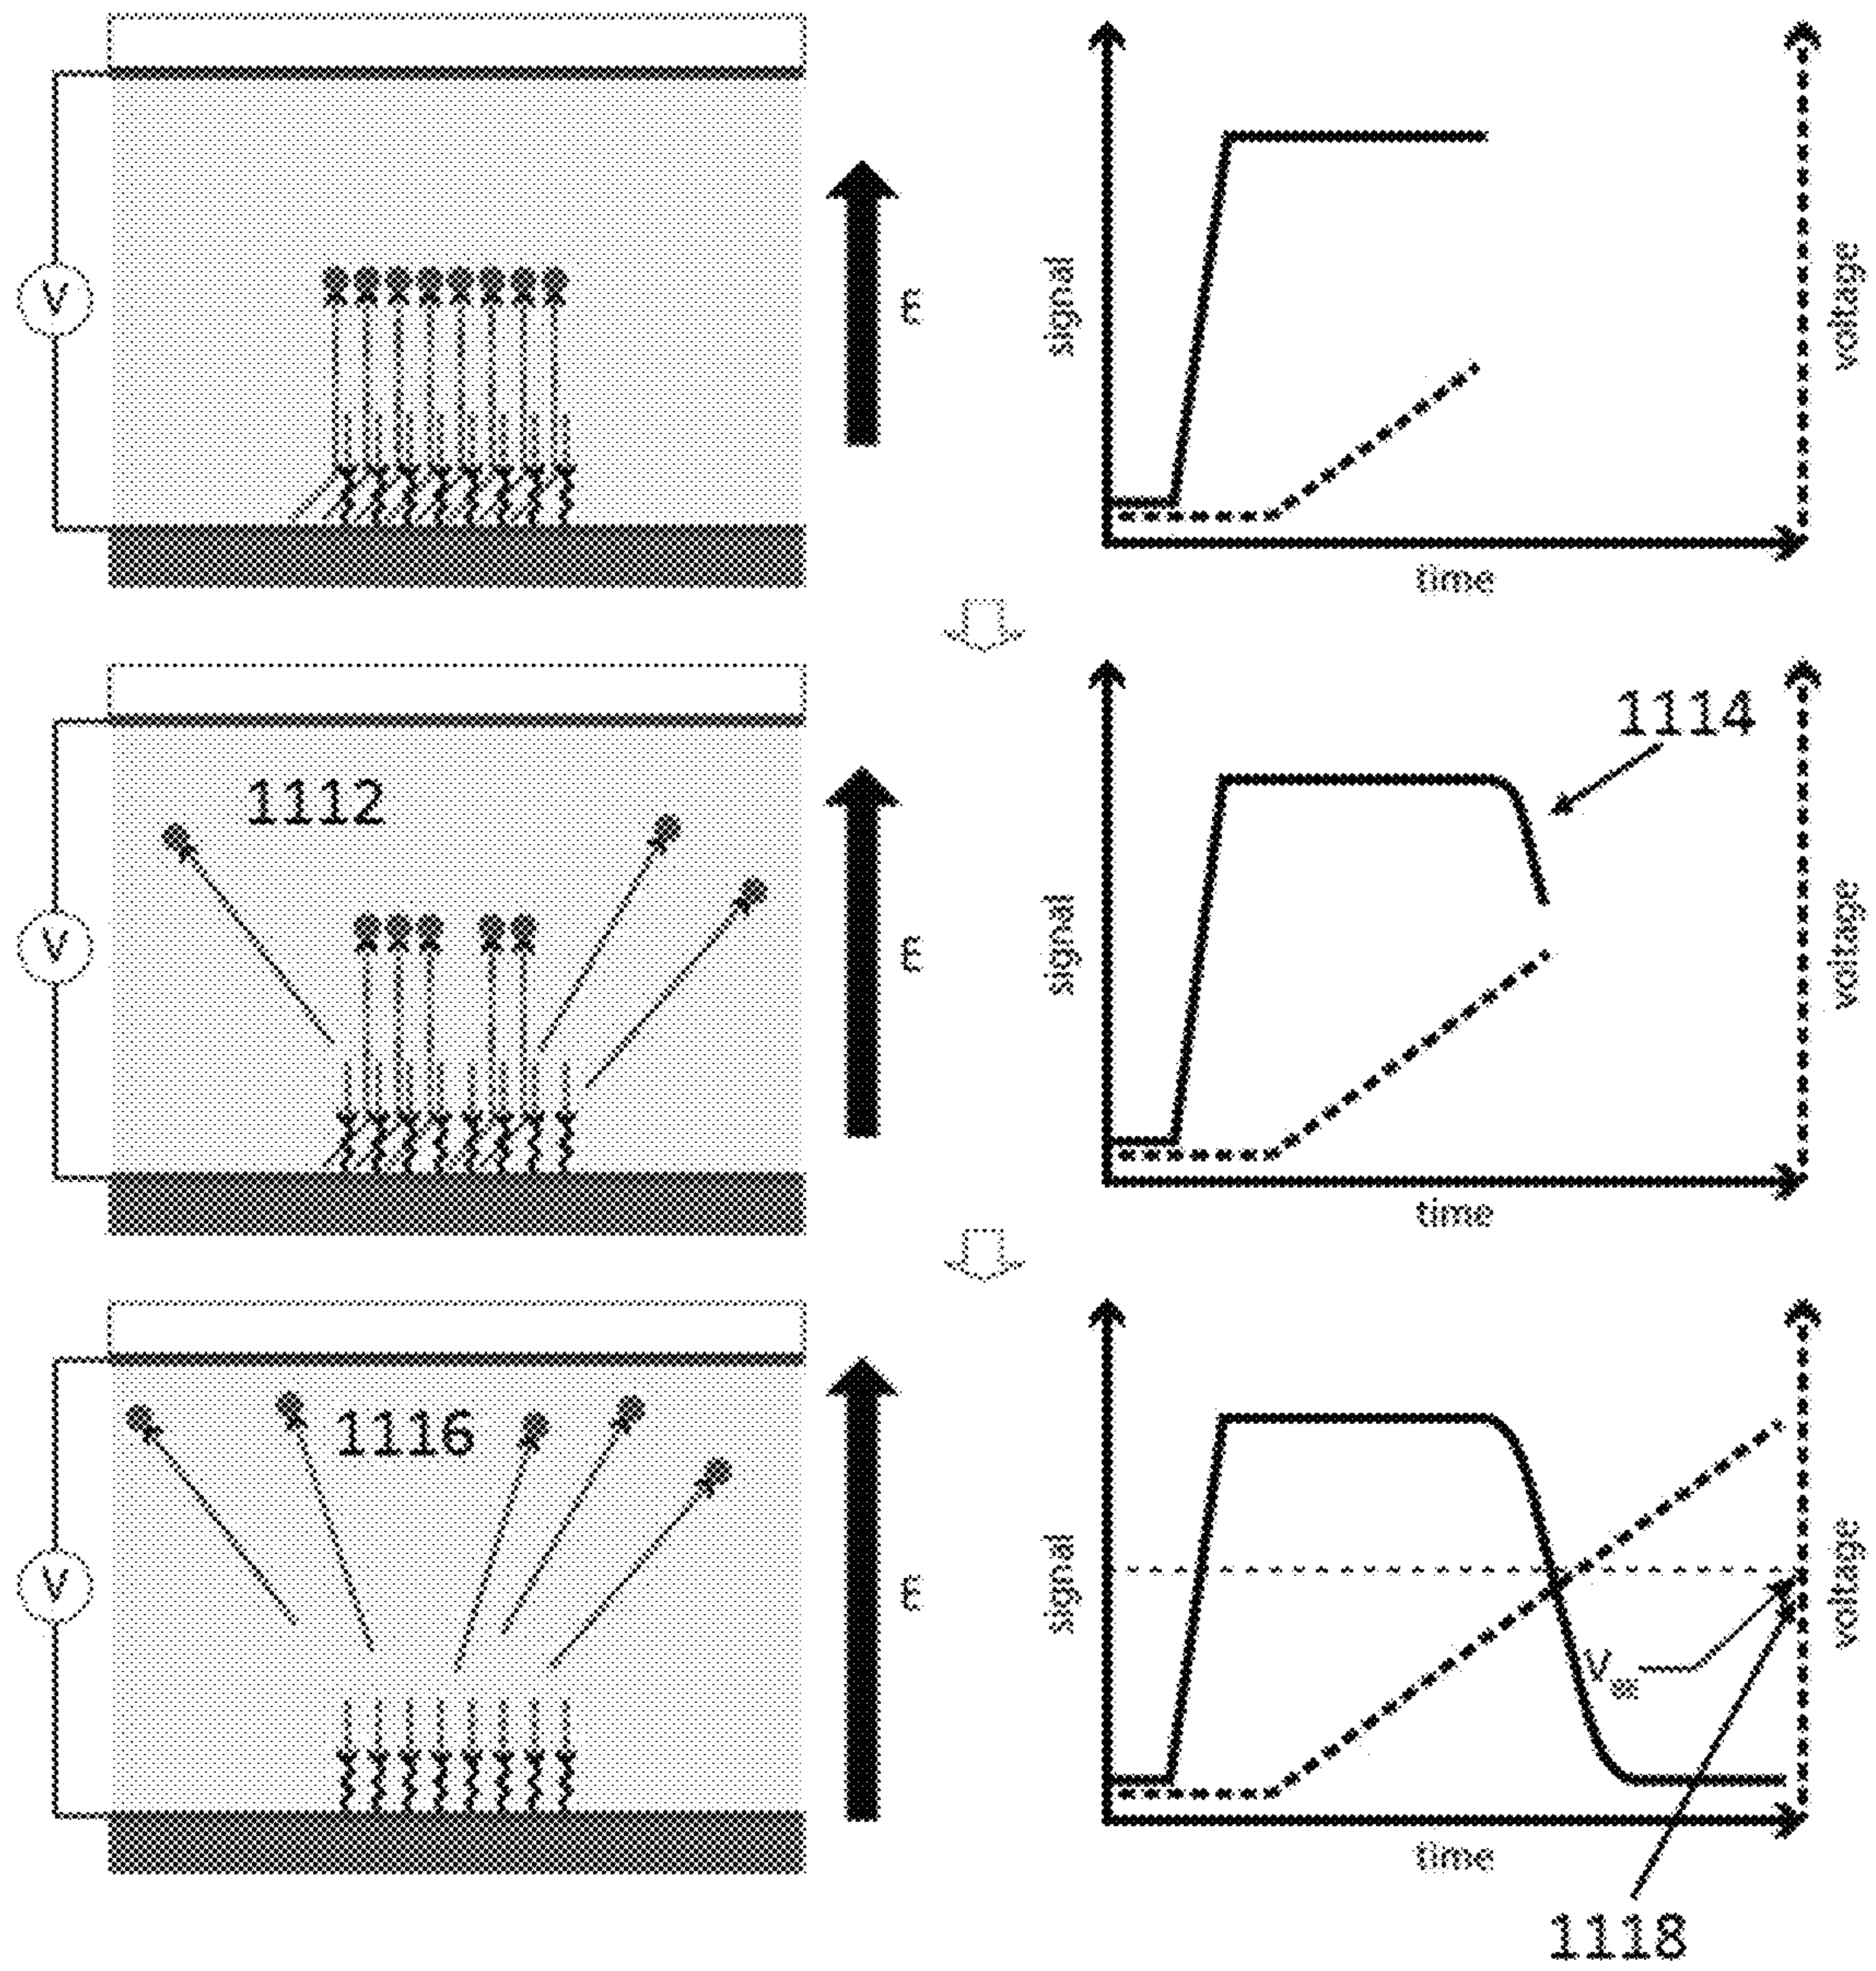 V
E
signal
voltage
time
1112
1114
V
E
signal
voltage
time
1116
V
E
signal
voltage
V
time
1118